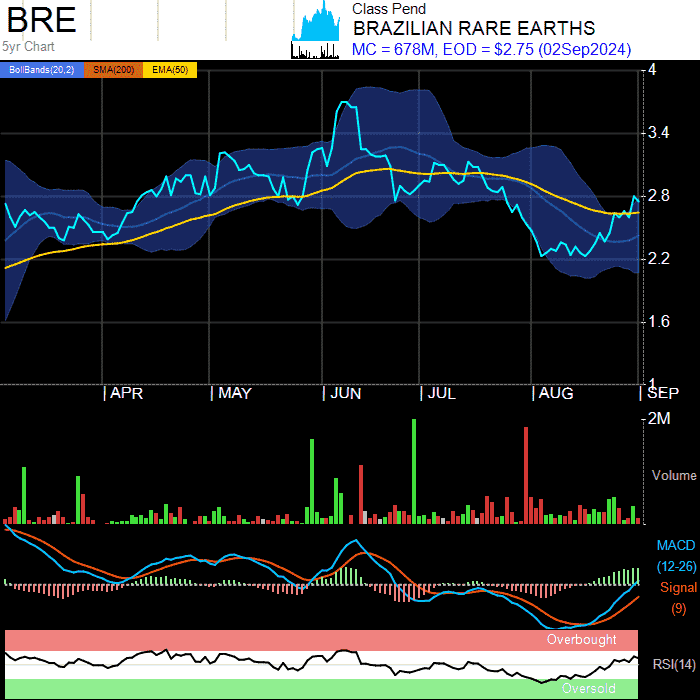 BRE
5yr Chart
Class Pend
BRAZILIAN RARE EARTHS
MC = 678M, EOD = $2.75 (02Sep2024)
BollBands(20,2) SMA(200) EMA(50)
4
3.4
2.8
2.2
1.6
1
APR MAY JUN JUL AUG SEP
2M
Volume
MACD
(12-26)
Signal
(9)
Overbought
RSI(14)
Oversold